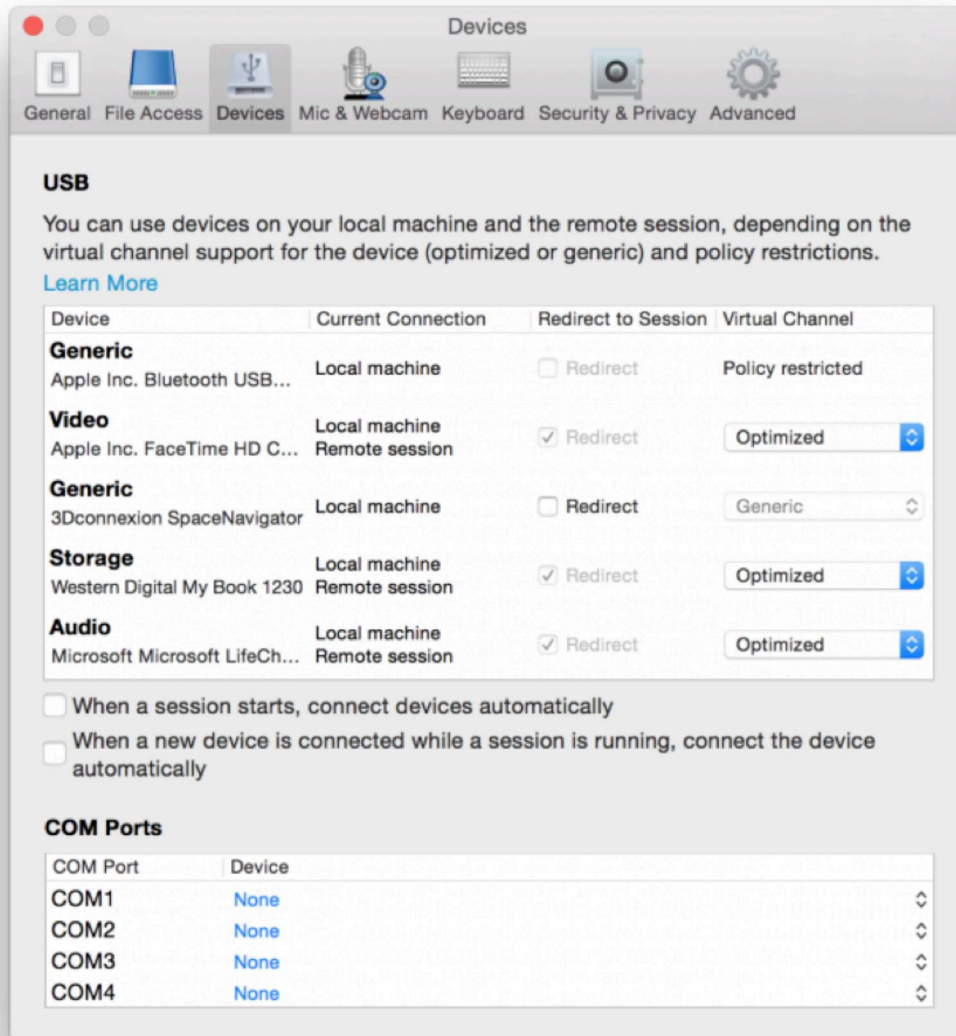 Devices
General File Access Devices Mic & Webcam Keyboard Security & Privacy Advanced
USB
You can use devices on your local machine and the remote session, depending on the
virtual channel support for the device (optimized or generic) and policy restrictions.
Learn More
Device Current Connection Redirect to Session Virtual Channel
Generic
Apple Inc. Bluetooth USB... Local machine Redirect Policy restricted
Video
Apple Inc. FaceTime HD C... Local machine
Remote session Redirect Optimized
Generic
3Dconnexion SpaceNavigator Local machine Redirect Generic
Storage
Western Digital My Book 1230 Local machine
Remote session Redirect Optimized
Audio
Microsoft Microsoft LifeCh... Local machine
Remote session Redirect Optimized
When a session starts, connect devices automatically
When a new device is connected while a session is running, connect the device
automatically
COM Ports
COM Port Device
COM1 None
COM2 None
COM3 None
COM4 None